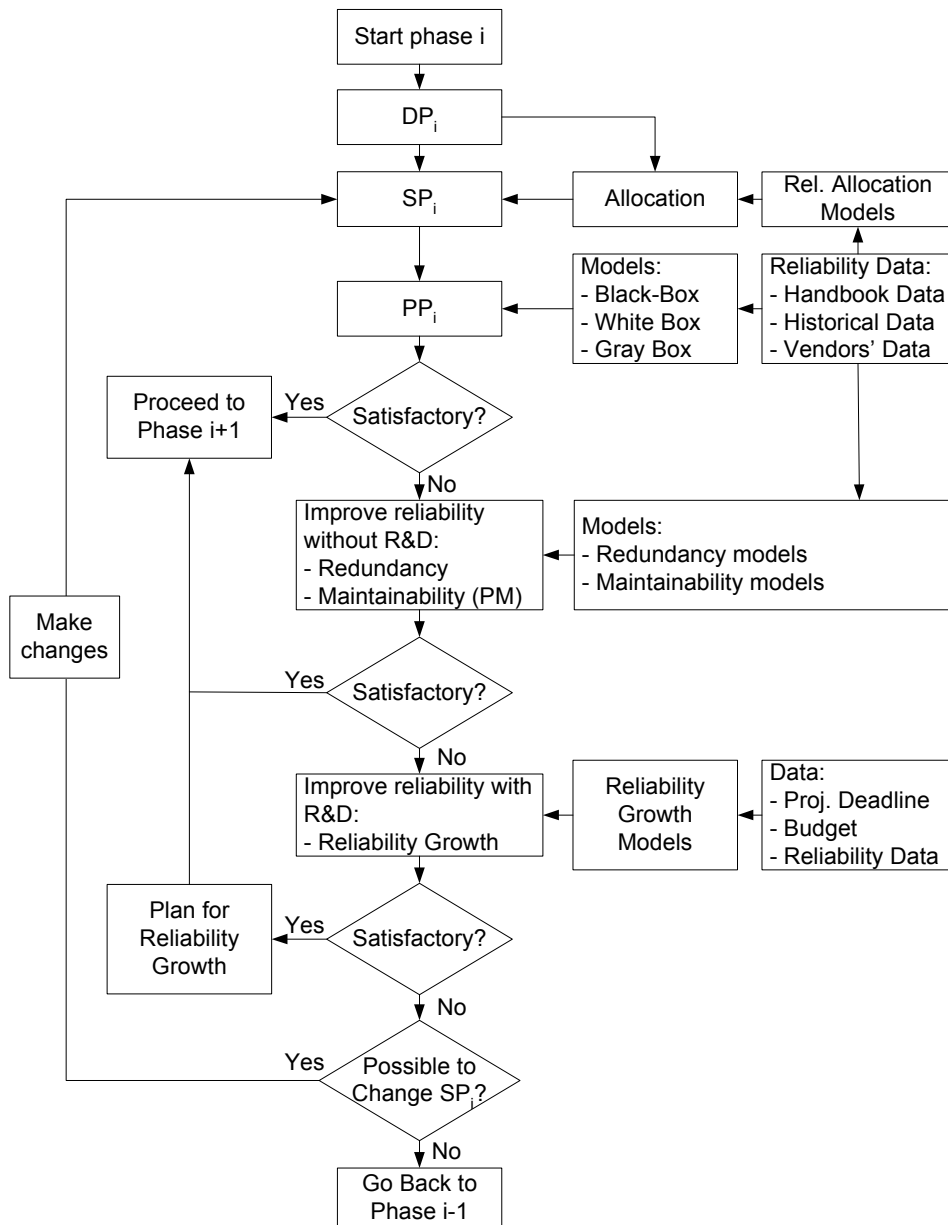 Start phase i
DPi
SPi
Allocation
Rel. Allocation
Models
PPi
Models:
- Black-Box
- White Box
- Gray Box
Reliability Data:
- Handbook Data
- Historical Data
- Vendors’ Data
Proceed to
Phase i+1
Yes
Satisfactory?
No
Improve reliability
without R&D:
- Redundancy
- Maintainability (PM)
Models:
- Redundancy models
- Maintainability models
Make
changes
Yes
Satisfactory?
No
Improve reliability with
R&D:
- Reliability Growth
Reliability
Growth
Models
Data:
- Proj. Deadline
- Budget
- Reliability Data
Plan for
Reliability
Growth
Yes
Satisfactory?
No
Yes
Possible to
Change SPi?
No
Go Back to
Phase i-1